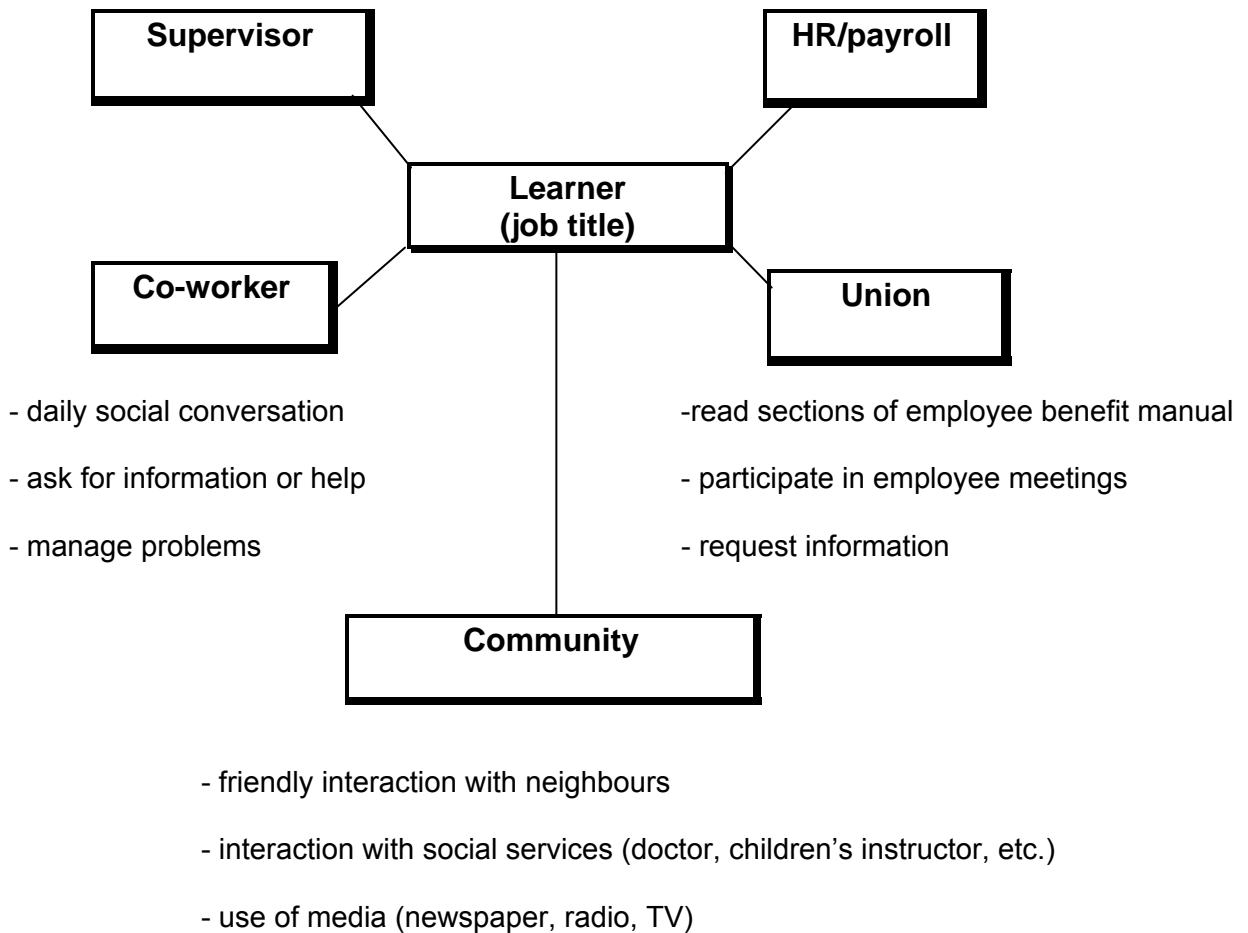 Supervisor
HR/payroll
Learner
(job title)
Co-worker
Union
- daily social conversation
- ask for information or help
- manage problems
-read sections of employee benefit manual
- participate in employee meetings
- request information
Community
- friendly interaction with neighbours
- interaction with social services (doctor, children’s instructor, etc.)
- use of media (newspaper, radio, TV)